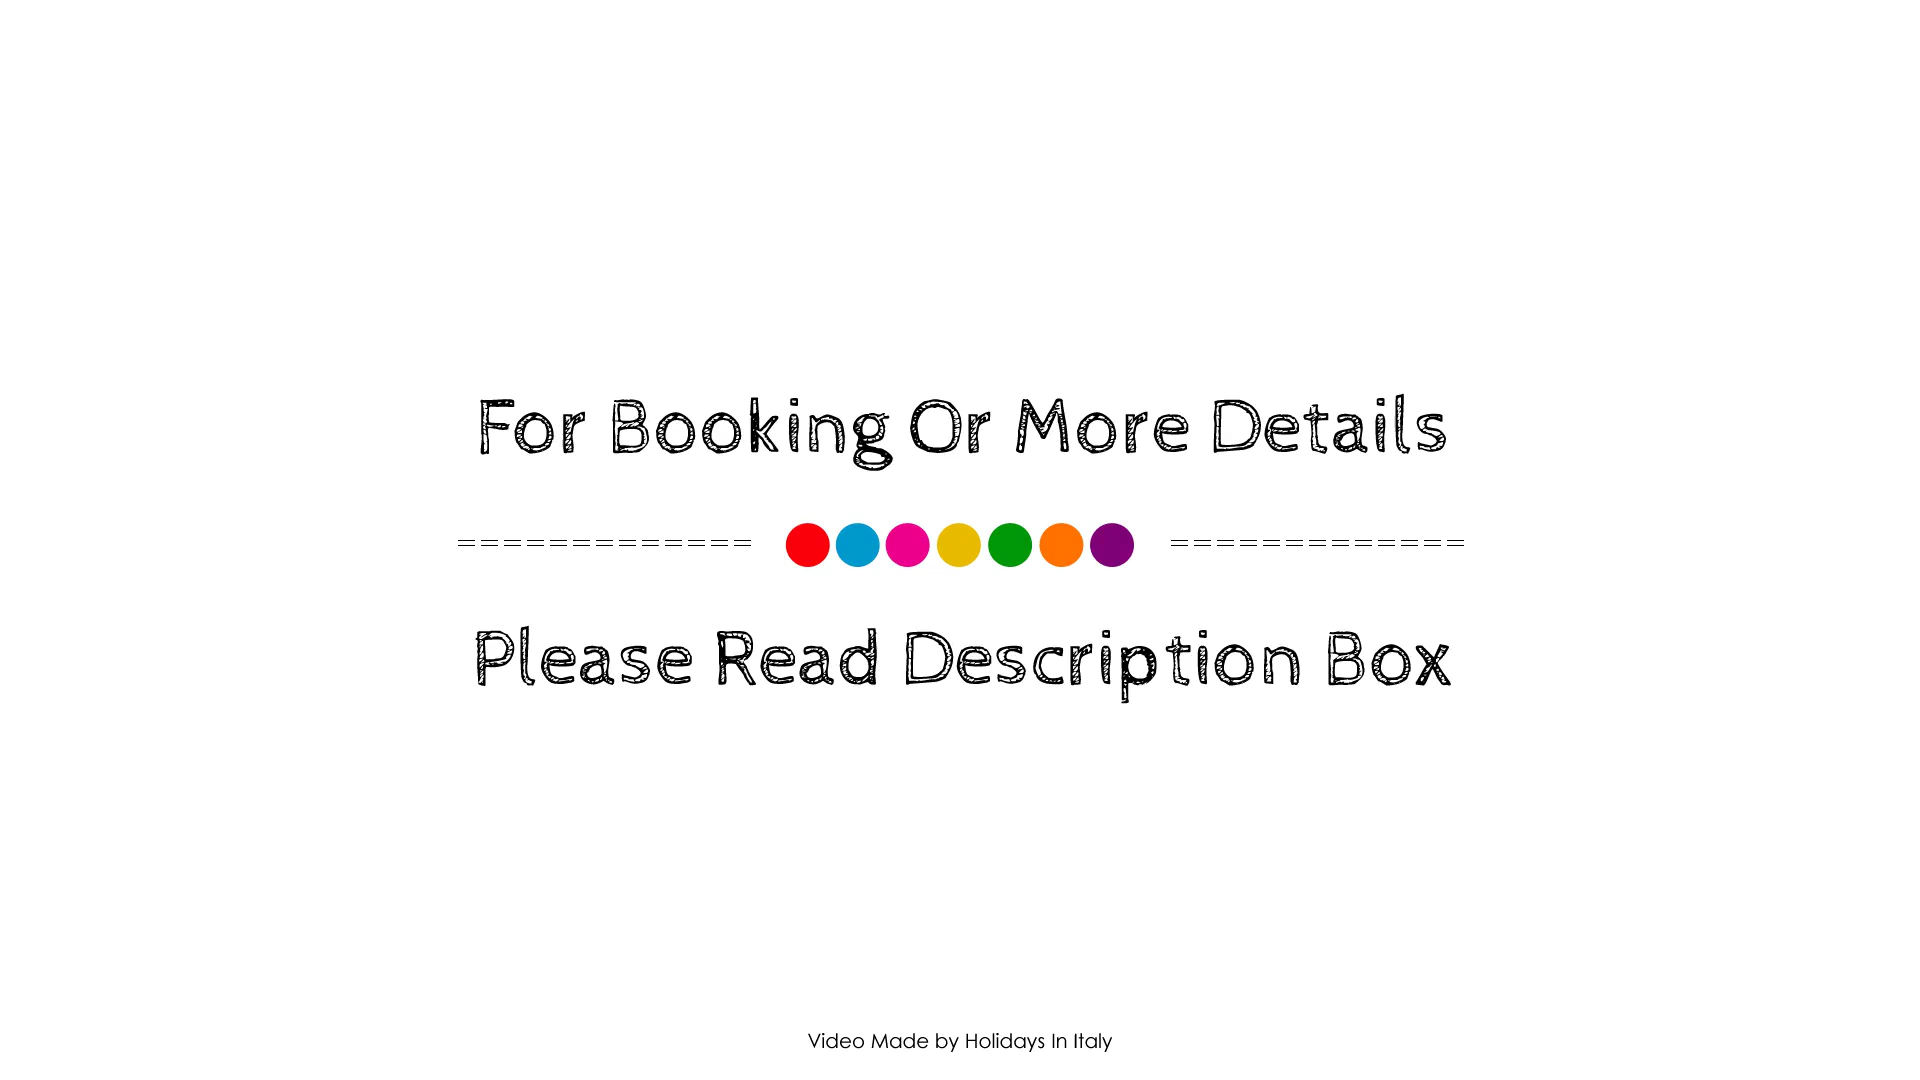 For Booking Or More Details
============= =============
Please Read Description Box
Video Made by Holidays In Italy